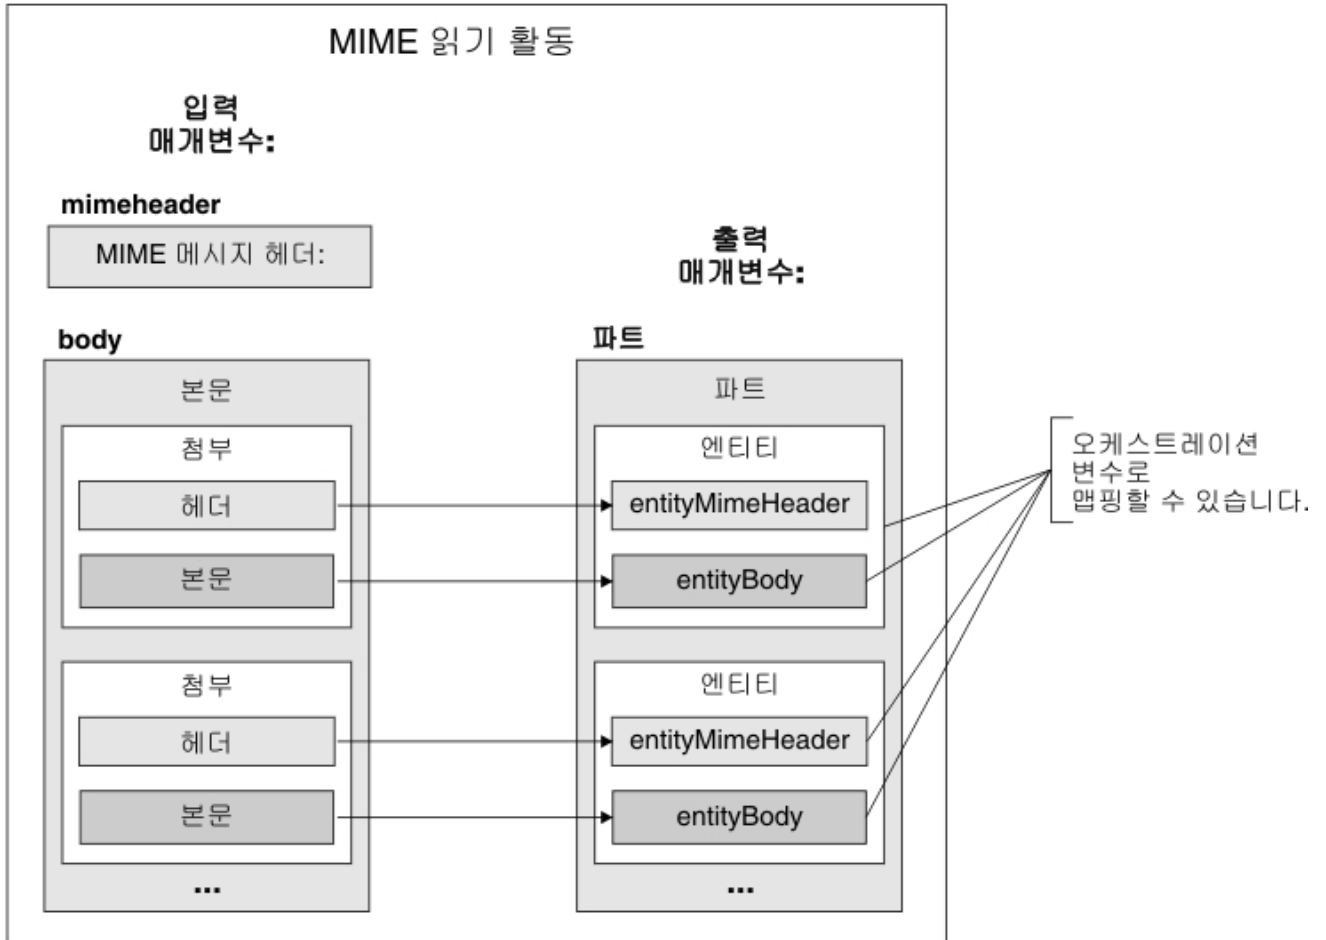 MIME 읽기 활동
입력
매개변수:
mimeheader
MIME 메시지 헤더:
출력
매개변수:
body
본문
첨부
헤더
본문
첨부
헤더
본문
...
파트
파트
엔티티
entityMimeHeader
entityBody
엔티티
entityMimeHeader
entityBody
...
오케스트레이션
변수로
맵핑할 수 있습니다.